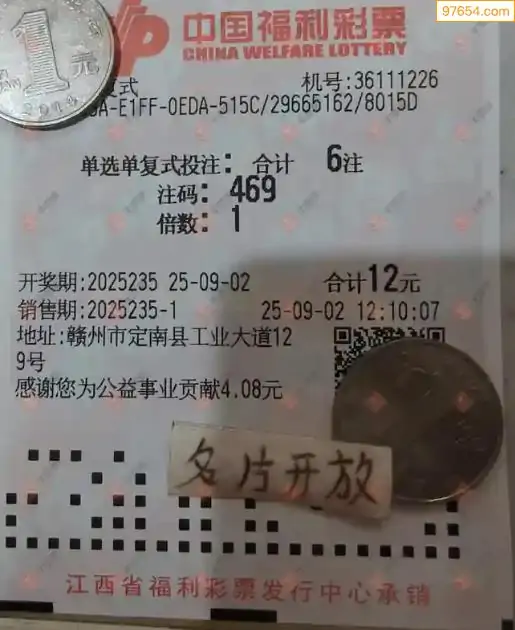 97654.com
中国福利彩票
CHINA WELFARE LOTTERY
1元
复式
机号:36111226
A-E1FF-0EDA-515C/29665162/8015D
单选单复式投注: 合计 6注
注码: 469
倍数: 1
开奖期:2025235 25-09-02 合计12元
销售期:2025235-1 25-09-02 12:10:07
地址:赣州市定南县工业大道12
9号
感谢您为公益事业贡献4.08元
名片开放
江西省福利彩票发行中心承销